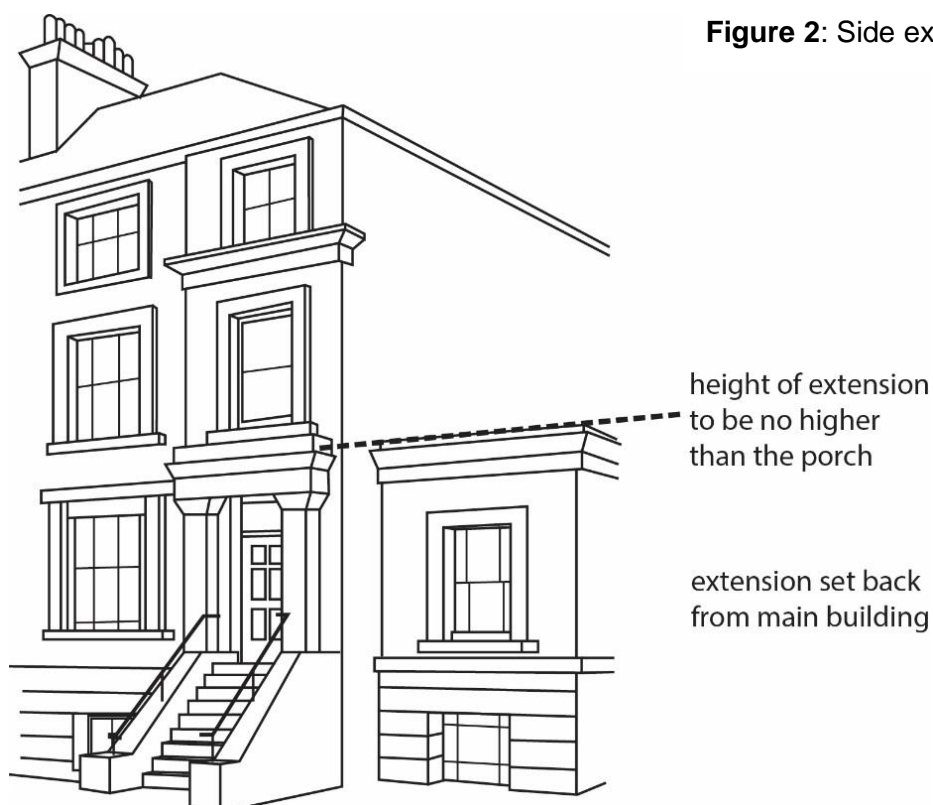 Figure 2: Side ex
height of extension
to be no higher
than the porch
extension set back
from main building